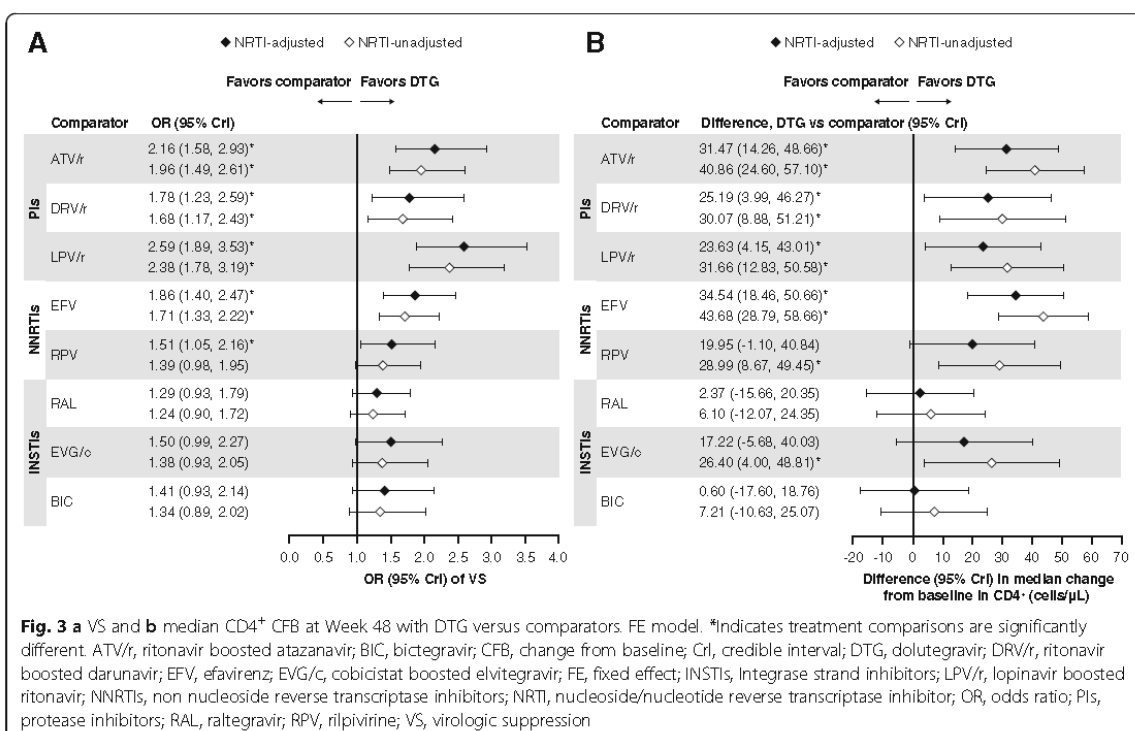 A
◆ NRTI-adjusted ◇ NRTI-unadjusted
Favors comparator Favors DTG
Comparator OR (95% CrI)
PIs
ATV/r
2.16 (1.58, 2.93)*
1.96 (1.49, 2.61)*
DRV/r
1.78 (1.23, 2.59)*
1.68 (1.17, 2.43)*
LPV/r
2.59 (1.89, 3.53)*
2.38 (1.78, 3.19)*
NNRTIs
EFV
1.86 (1.40, 2.47)*
1.71 (1.33, 2.22)*
RPV
1.51 (1.05, 2.16)*
1.39 (0.98, 1.95)
INSTIs
RAL
1.29 (0.93, 1.79)
1.24 (0.90, 1.72)
EVG/c
1.50 (0.99, 2.27)
1.38 (0.93, 2.05)
BIC
1.41 (0.93, 2.14)
1.34 (0.89, 2.02)
0.0 0.5 1.0 1.5 2.0 2.5 3.0 3.5 4.0
OR (95% CrI) of VS
B
◆ NRTI-adjusted ◇ NRTI-unadjusted
Favors comparator Favors DTG
Comparator Difference, DTG vs comparator (95% CrI)
PIs
ATV/r
31.47 (14.26, 48.66)*
40.86 (24.60, 57.10)*
DRV/r
25.19 (3.99, 46.27)*
30.07 (8.88, 51.21)*
LPV/r
23.63 (4.15, 43.01)*
31.66 (12.83, 50.58)*
NNRTIs
EFV
34.54 (18.46, 50.66)*
43.68 (28.79, 58.66)*
RPV
19.95 (-1.10, 40.84)
28.99 (8.67, 49.45)*
INSTIs
RAL
2.37 (-15.66, 20.35)
6.10 (-12.07, 24.35)
EVG/c
17.22 (-5.68, 40.03)
26.40 (4.00, 48.81)*
BIC
0.60 (-17.60, 18.76)
7.21 (-10.63, 25.07)
-20 -10 0 10 20 30 40 50 60 70
Difference (95% CrI) in median change
from baseline in CD4⁺ (cells/µL)
Fig. 3 a VS and b median CD4⁺ CFB at Week 48 with DTG versus comparators. FE model. *Indicates treatment comparisons are significantly
different. ATV/r, ritonavir boosted atazanavir; BIC, bictegravir; CFB, change from baseline; CrI, credible interval; DTG, dolutegravir; DRV/r, ritonavir
boosted darunavir; EFV, efavirenz; EVG/c, cobicistat boosted elvitegravir; FE, fixed effect; INSTIs, Integrase strand inhibitors; LPV/r, lopinavir boosted
ritonavir; NNRTIs, non nucleoside reverse transcriptase inhibitors; NRTI, nucleoside/nucleotide reverse transcriptase inhibitor; OR, odds ratio; PIs,
protease inhibitors; RAL, raltegravir; RPV, rilpivirine; VS, virologic suppression